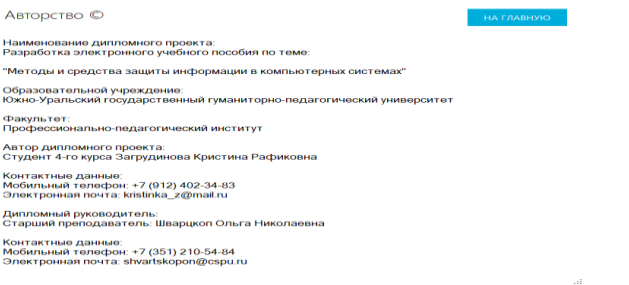 Авторство ©
НА ГЛАВНУЮ
Наименование дипломного проекта:
Разработка электронного учебного пособия по теме:
"Методы и средства защиты информации в компьютерных системах"
Образовательной учреждение:
Южно-Уральский государственный гуманиторно-педагогический университет
Факультет:
Профессионально-педагогический институт
Автор дипломного проекта:
Студент 4-го курса Загрудинова Кристина Рафиковна
Контактные данные:
Мобильный телефон: +7 (912) 402-34-83
Электронная почта: kristinka_z@mail.ru
Дипломный руководитель:
Старший преподаватель: Шварцкоп Ольга Николаевна
Контактные данные:
Мобильный телефон: +7 (351) 210-54-84
Электронная почта: shvartskopon@cspu.ru